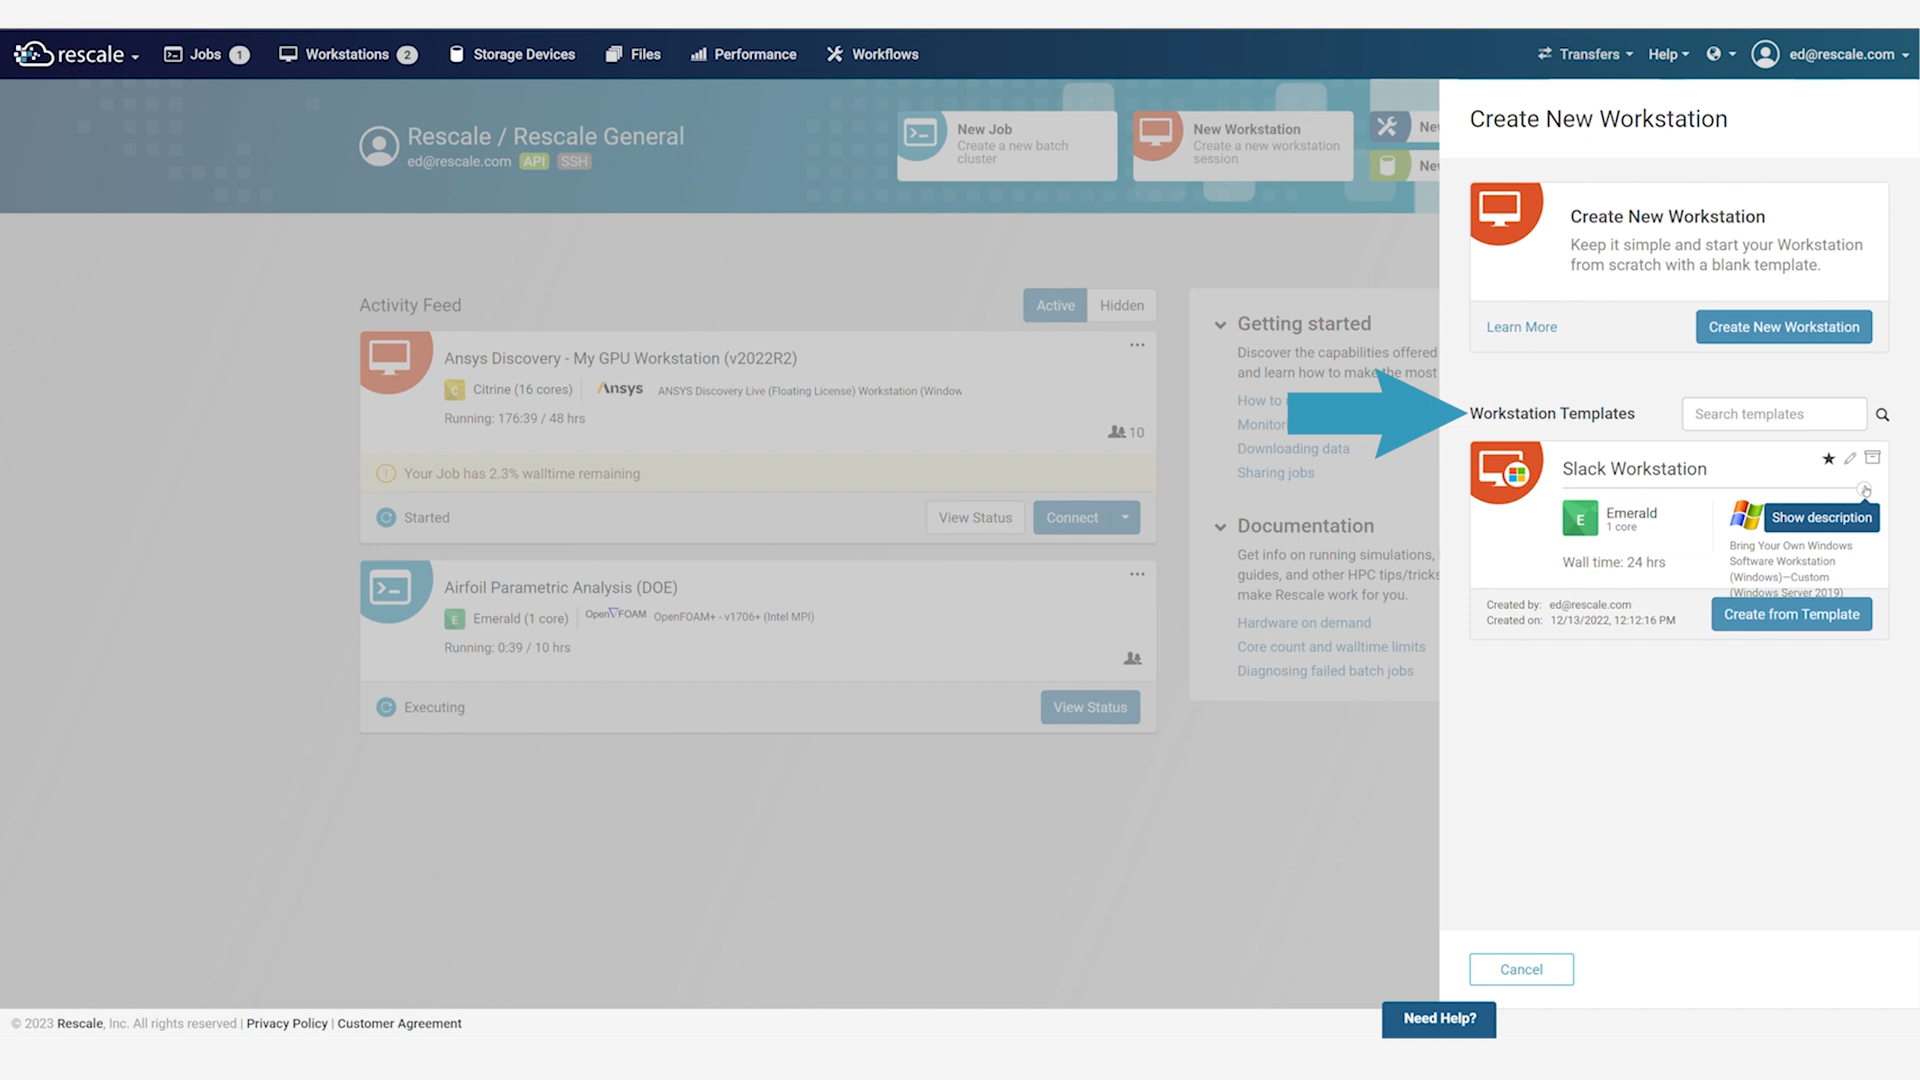 rescale
Jobs 1
Workstations 2
Storage Devices
Files
Performance
Workflows
Transfers
Help
ed@rescale.com
Rescale / Rescale General
ed@rescale.com API SSH
New Job
Create a new batch
cluster
New Workstation
Create a new workstation
session
Activity Feed
Active
Hidden
Ansys Discovery - My GPU Workstation (v2022R2)
C Citrine (16 cores)
Ansys ANSYS Discovery Live (Floating License) Workstation (Window
Running: 176:39 / 48 hrs
10
Your Job has 2.3% walltime remaining
Started
View Status
Connect
Airfoil Parametric Analysis (DOE)
E Emerald (1 core)
OpenFOAM OpenFOAM+ - v1706+ (Intel MPI)
Running: 0:39 / 10 hrs
Executing
View Status
Getting started
Discover the capabilities offered
and learn how to make the most
How to
Downloading data
Sharing jobs
Documentation
Get info on running simulations,
guides, and other HPC tips/tricks
make Rescale work for you.
Hardware on demand
Core count and walltime limits
Diagnosing failed batch jobs
Create New Workstation
Create New Workstation
Keep it simple and start your Workstation
from scratch with a blank template.
Learn More
Create New Workstation
Workstation Templates
Search templates
Slack Workstation
E Emerald
1 core
Show description
Wall time: 24 hrs
Bring Your Own Windows
Software Workstation
(Windows)—Custom
(Windows Server 2019)
Created by: ed@rescale.com
Created on: 12/13/2022, 12:12:16 PM
Create from Template
Cancel
Need Help?
© 2023 Rescale, Inc. All rights reserved | Privacy Policy | Customer Agreement